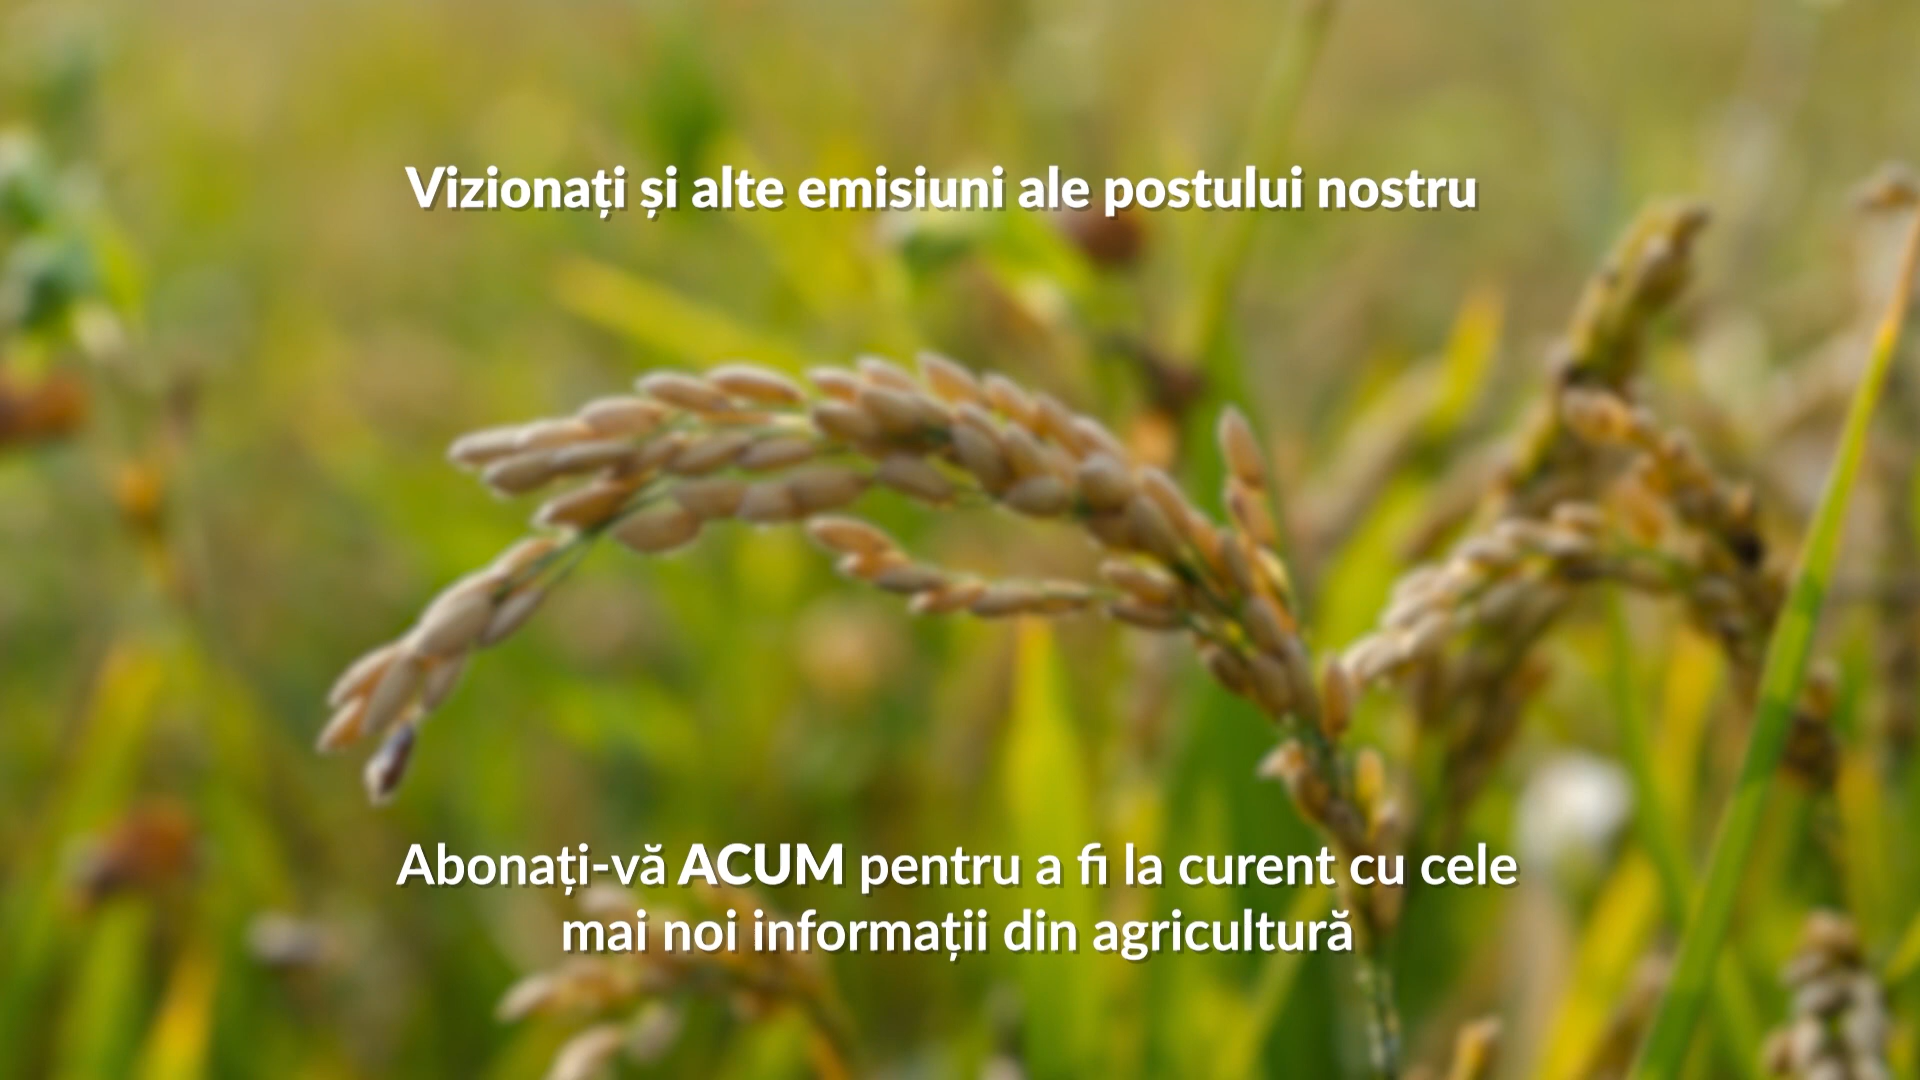 Vizionați și alte emisiuni ale postului nostru
Abonați-vă ACUM pentru a fi la curent cu cele
mai noi informații din agricultură